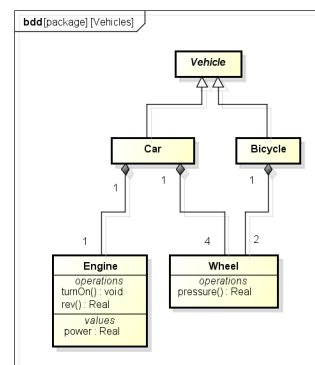 bdd[package] [Vehicles]
Vehicle
Car
Bicycle
1
1
1
1
4
2
Engine
operations
turnOn() : void
rev() : Real
values
power : Real
Wheel
operations
pressure() : Real